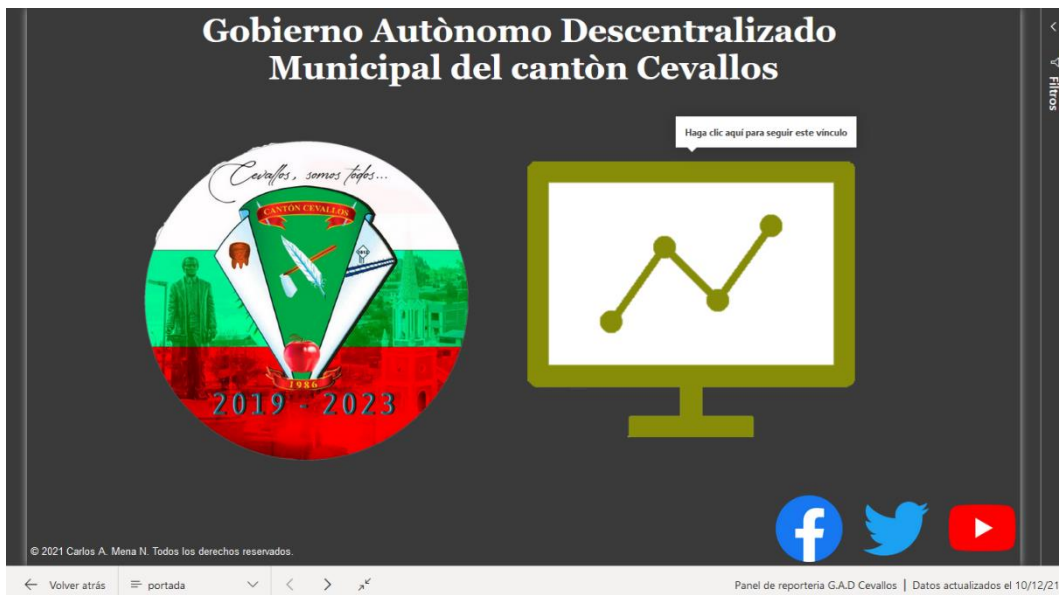 Gobierno Autònomo Descentralizado
Municipal del cantòn Cevallos
Filtros
Haga clic aquí para seguir este vínculo
Cevallos, somos todos...
CANTÓN CEVALLOS
1986
2019 - 2023
© 2021 Carlos A. Mena N. Todos los derechos reservados.
Volver atrás
portada
Panel de reporteria G.A.D Cevallos | Datos actualizados el 10/12/21